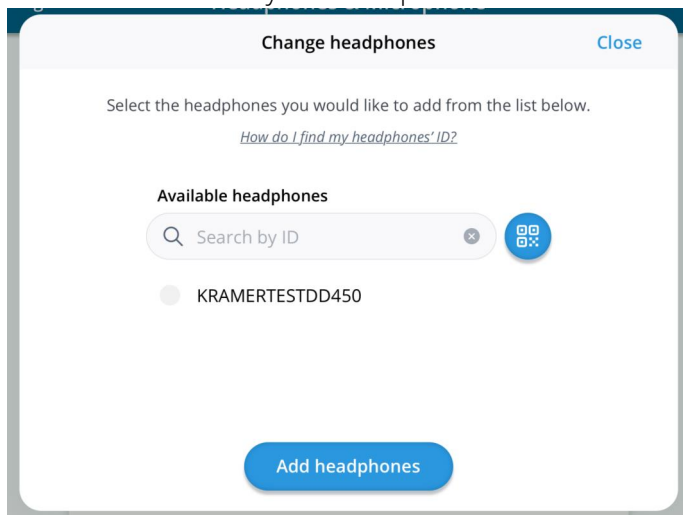 Change headphones
Close
Select the headphones you would like to add from the list below.
How do I find my headphones' ID?
Available headphones
Search by ID
KRAMERTESTDD450
Add headphones